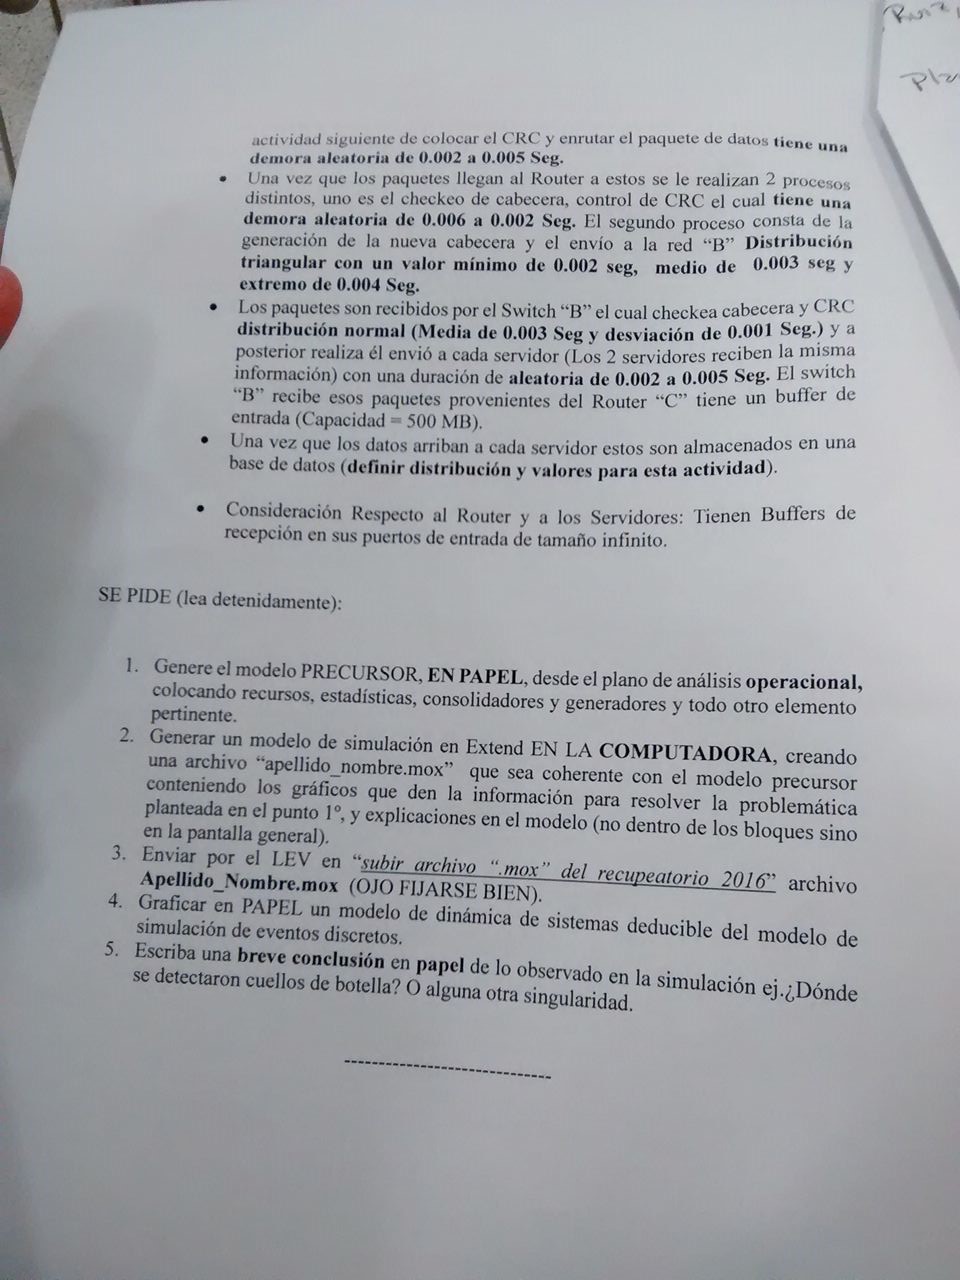 actividad siguiente de colocar el CRC y enrutar el paquete de datos tiene una
demora aleatoria de 0.002 a 0.005 Seg.
• Una vez que los paquetes llegan al Router a estos se le realizan 2 procesos
distintos, uno es el checkeo de cabecera, control de CRC el cual tiene una
demora aleatoria de 0.006 a 0.002 Seg. El segundo proceso consta de la
generación de la nueva cabecera y el envío a la red “B” Distribución
triangular con un valor mínimo de 0.002 seg, medio de 0.003 seg y
extremo de 0.004 Seg.
• Los paquetes son recibidos por el Switch “B” el cual checkea cabecera y CRC
distribución normal (Media de 0.003 Seg y desviación de 0.001 Seg.) y a
posterior realiza él envió a cada servidor (Los 2 servidores reciben la misma
información) con una duración de aleatoria de 0.002 a 0.005 Seg. El switch
“B” recibe esos paquetes provenientes del Router “C” tiene un buffer de
entrada (Capacidad = 500 MB).
• Una vez que los datos arriban a cada servidor estos son almacenados en una
base de datos (definir distribución y valores para esta actividad).
• Consideración Respecto al Router y a los Servidores: Tienen Buffers de
recepción en sus puertos de entrada de tamaño infinito.
SE PIDE (lea detenidamente):
1. Genere el modelo PRECURSOR, EN PAPEL, desde el plano de análisis operacional,
colocando recursos, estadísticas, consolidadores y generadores y todo otro elemento
pertinente.
2. Generar un modelo de simulación en Extend EN LA COMPUTADORA, creando
una archivo “apellido_nombre.mox” que sea coherente con el modelo precursor
conteniendo los gráficos que den la información para resolver la problemática
planteada en el punto 1º, y explicaciones en el modelo (no dentro de los bloques sino
en la pantalla general).
3. Enviar por el LEV en “subir archivo “.mox” del recupeatorio 2016” archivo
Apellido_Nombre.mox (OJO FIJARSE BIEN).
4. Graficar en PAPEL un modelo de dinámica de sistemas deducible del modelo de
simulación de eventos discretos.
5. Escriba una breve conclusión en papel de lo observado en la simulación ej.¿Dónde
se detectaron cuellos de botella? O alguna otra singularidad.
------------------------------